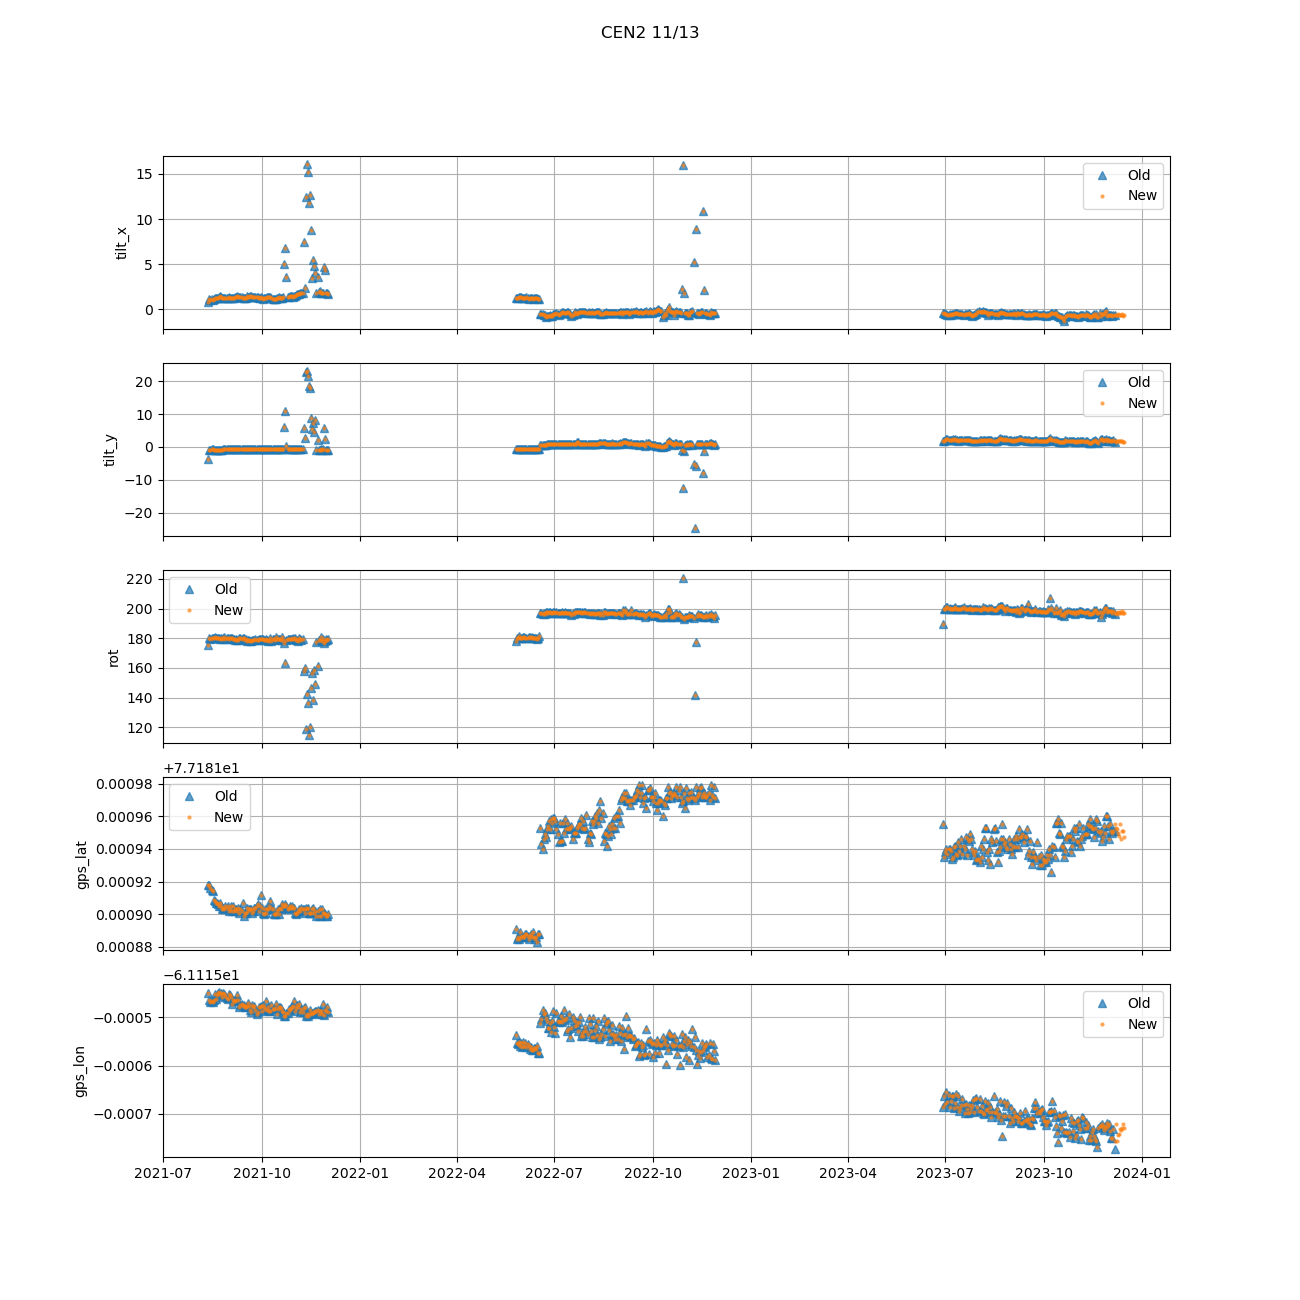 CEN2 11/13
15
10
5
0
tilt_x
Old
New
20
10
0
−10
−20
tilt_y
Old
New
220
200
180
160
140
120
rot
Old
New
+7.7181e1
0.00098
0.00096
0.00094
0.00092
0.00090
0.00088
gps_lat
Old
New
−6.1115e1
−0.0005
−0.0006
−0.0007
gps_lon
Old
New
2021-07 2021-10 2022-01 2022-04 2022-07 2022-10 2023-01 2023-04 2023-07 2023-10 2024-01